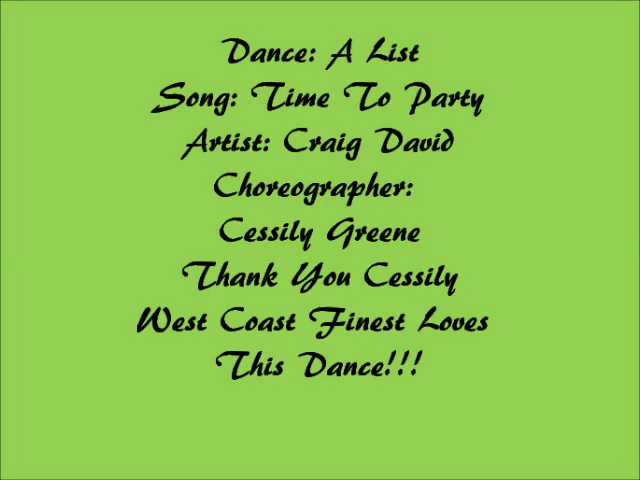 Dance: A List
Song: Time To Party
Artist: Craig David
Choreographer:
Cessily Greene
Thank You Cessily
West Coast Finest Loves
This Dance!!!